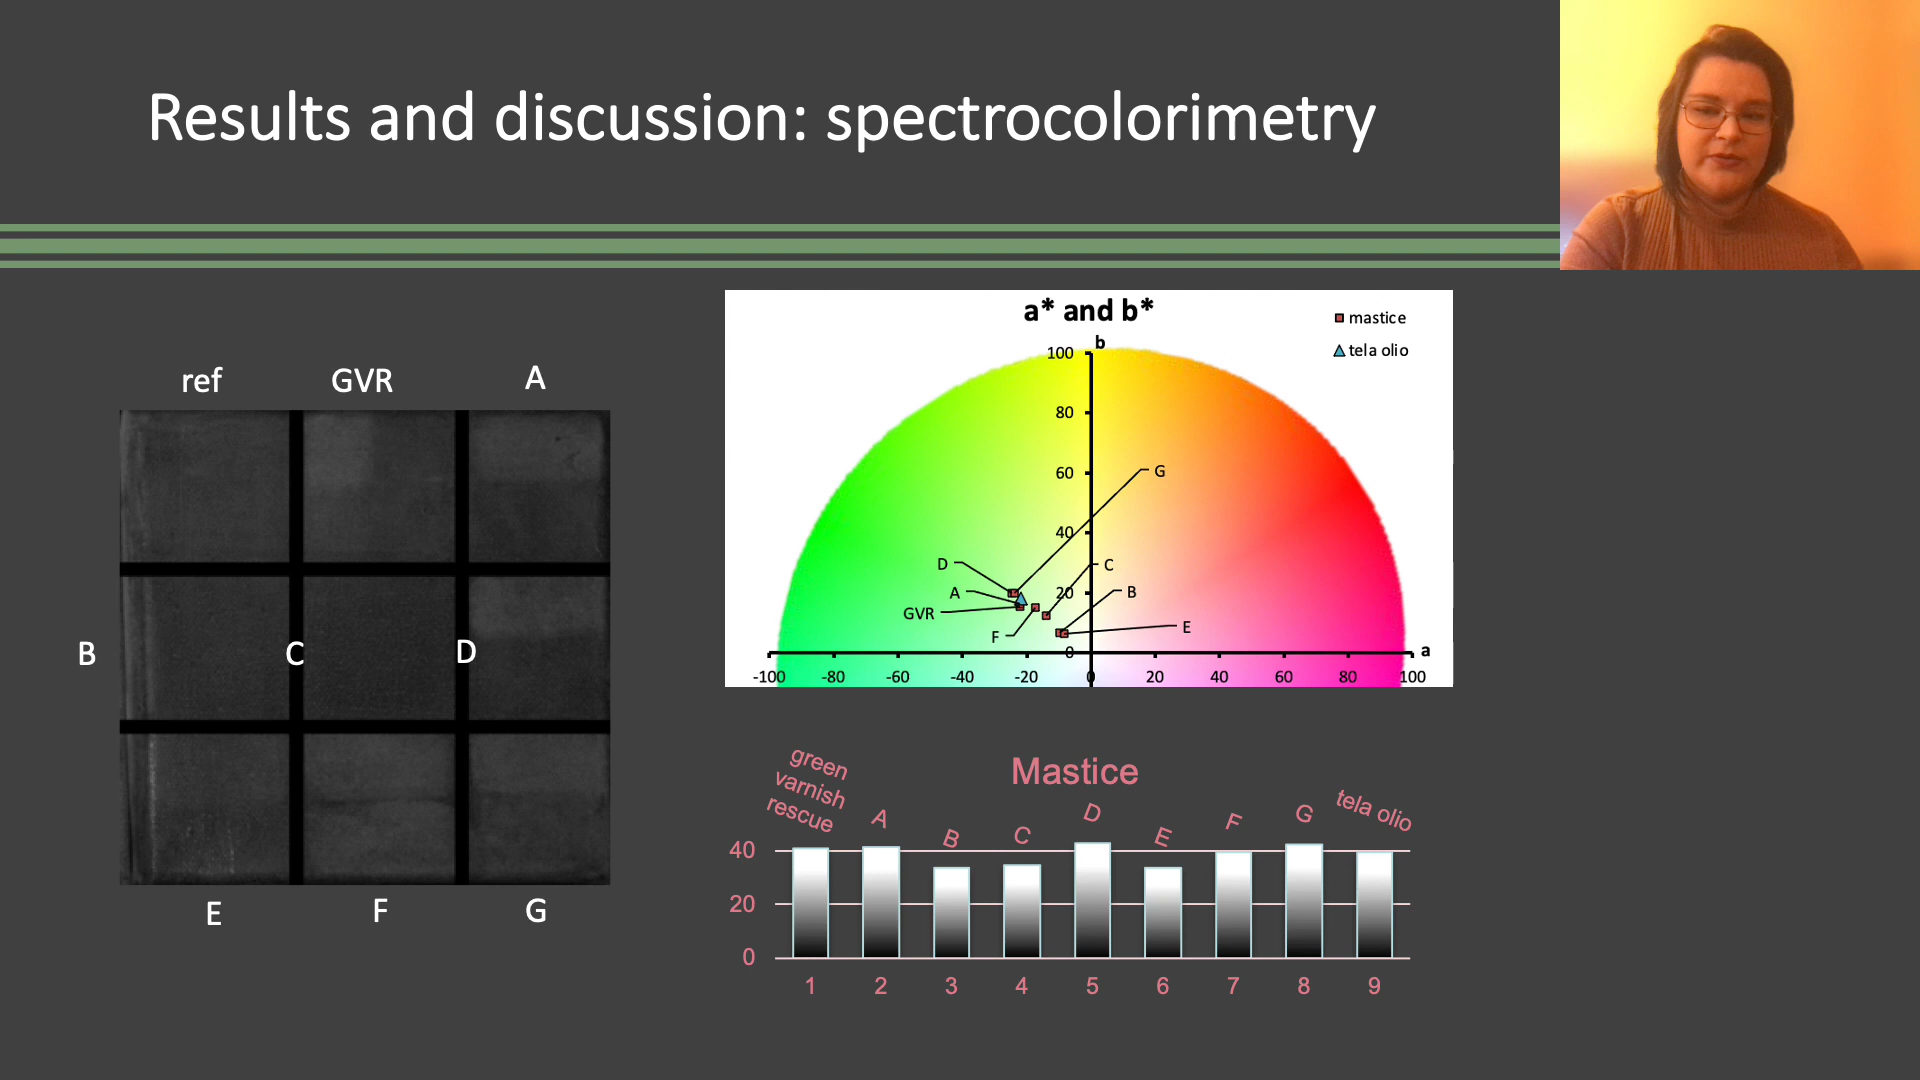 Results and discussion: spectrocolorimetry
ref GVR A
B C D
E F G
a* and b*
mastice
tela olio
b
100
80
60
40
20
0
G
D
C
A
B
GVR
F
E
a
-100 -80 -60 -40 -20 0 20 40 60 80 100
Mastice
green
varnish
rescue
A
B
C
D
E
F
G
tela olio
40
20
0
1 2 3 4 5 6 7 8 9